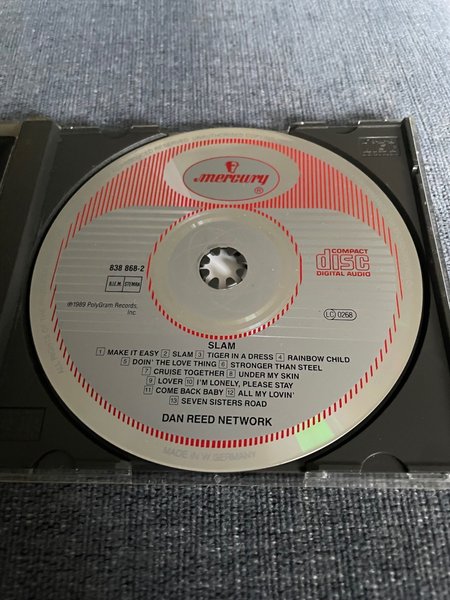 mercury
®
838 868-2
B.I.E.M. STEMRA
COMPACT
disc
DIGITAL AUDIO
℗1989 PolyGram Records,
Inc.
LC 0268
SLAM
1 MAKE IT EASY 2 SLAM 3 TIGER IN A DRESS 4 RAINBOW CHILD
5 DOIN' THE LOVE THING 6 STRONGER THAN STEEL
7 CRUISE TOGETHER 8 UNDER MY SKIN
9 LOVER 10 I'M LONELY, PLEASE STAY
11 COME BACK BABY 12 ALL MY LOVIN'
13 SEVEN SISTERS ROAD
DAN REED NETWORK
MADE IN W. GERMANY